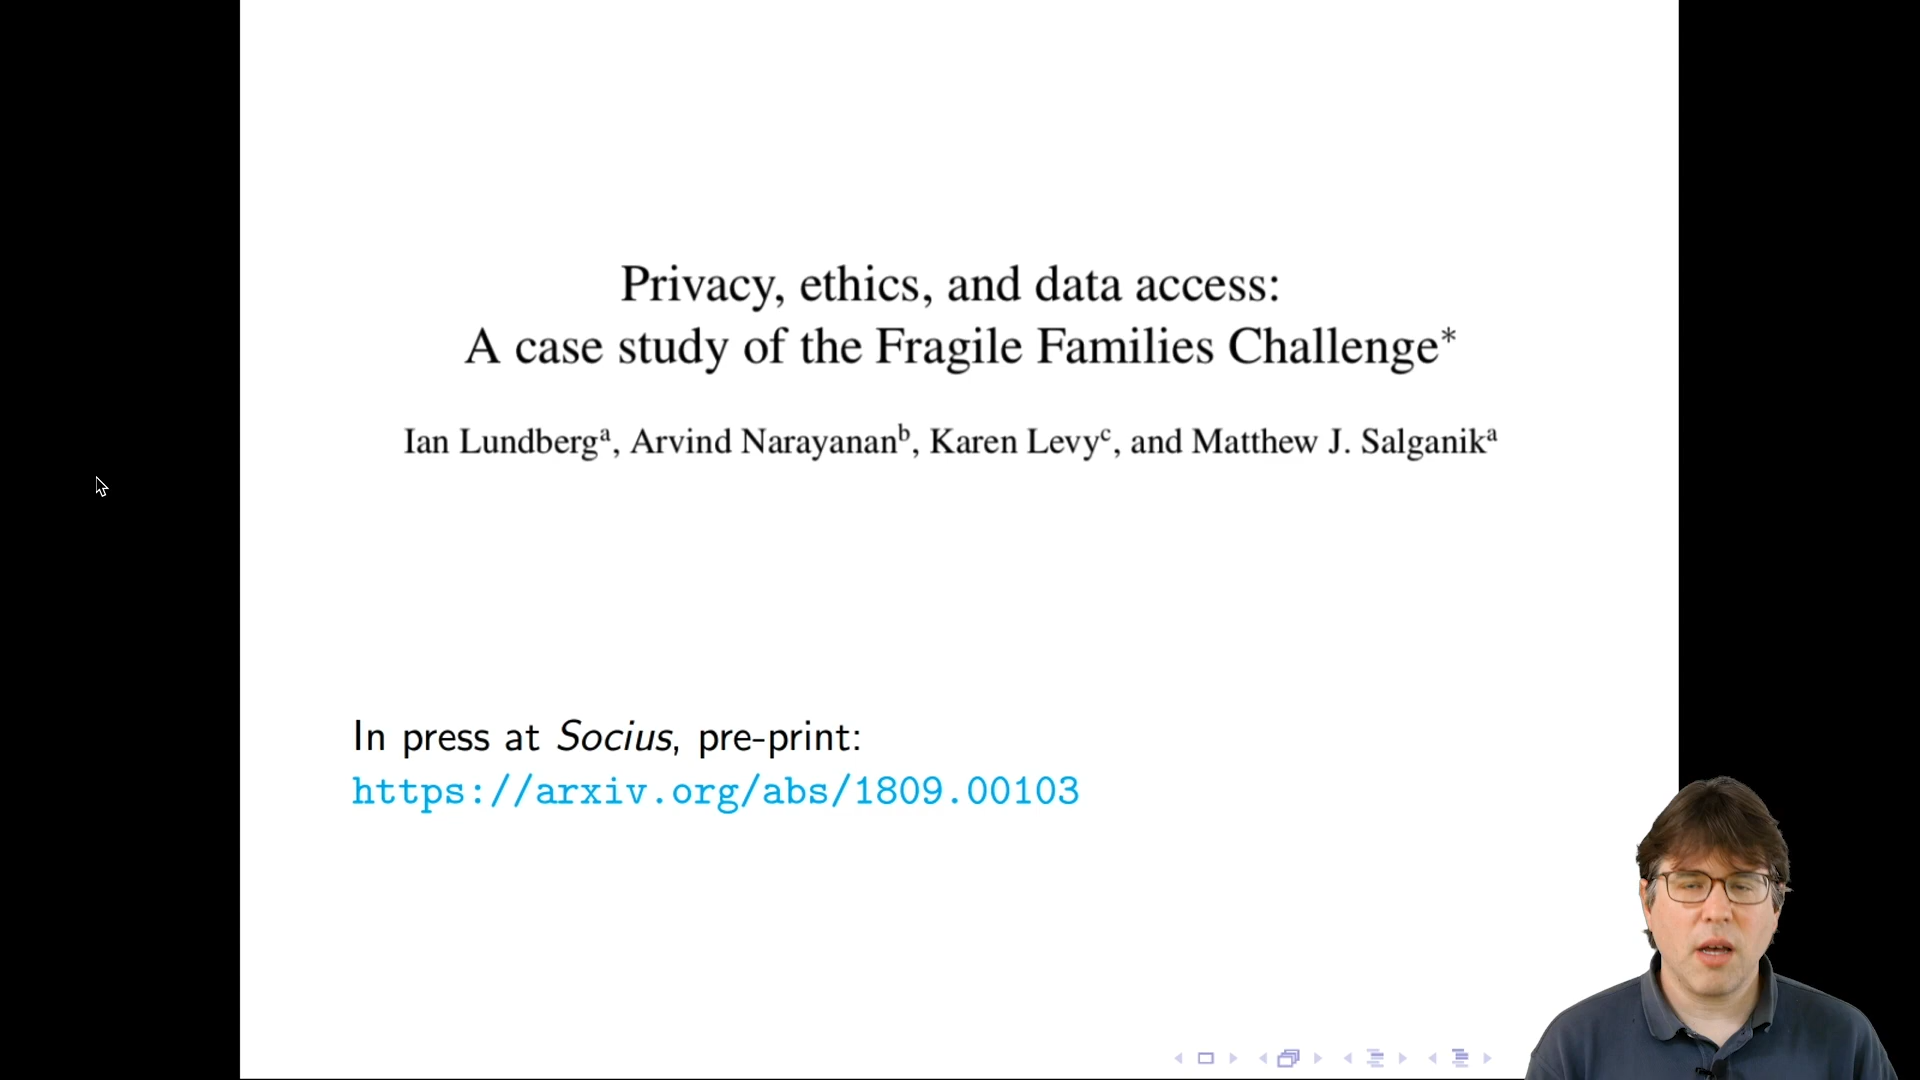 Privacy, ethics, and data access:
A case study of the Fragile Families Challenge*
Ian Lundbergᵃ, Arvind Narayananᵇ, Karen Levyᶜ, and Matthew J. Salganikᵃ
In press at Socius, pre-print:
https://arxiv.org/abs/1809.00103